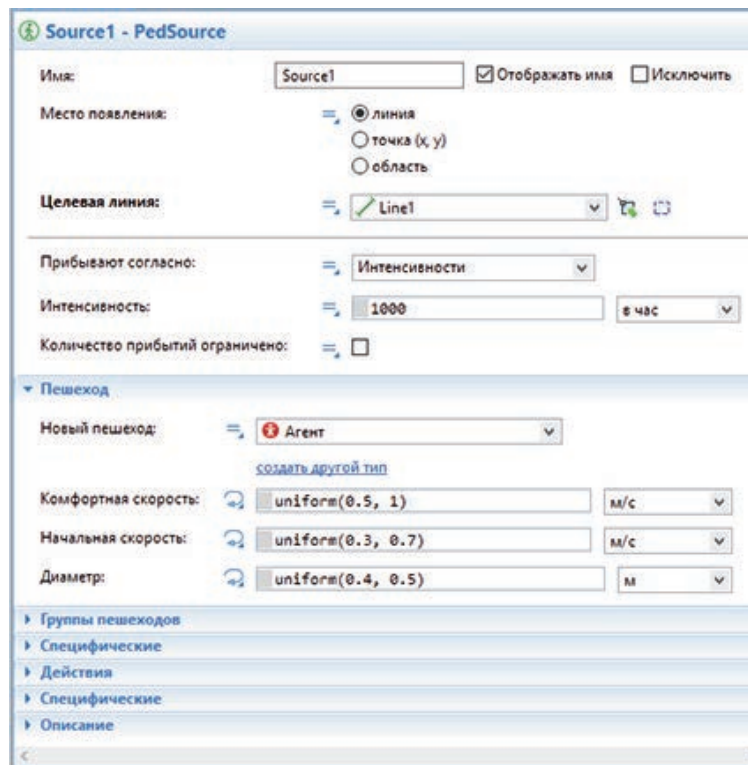 Source1 - PedSource
Имя: Source1 Отображать имя Исключить
Место появления: линия
точка (x, y)
область
Целевая линия: Line1
Прибывают согласно: Интенсивности
Интенсивность: 1000 в час
Количество прибытий ограничено:
Пешеход
Новый пешеход: Агент
создать другой тип
Комфортная скорость: uniform(0.5, 1) м/с
Начальная скорость: uniform(0.3, 0.7) м/с
Диаметр: uniform(0.4, 0.5) м
Группы пешеходов
Специфические
Действия
Специфические
Описание